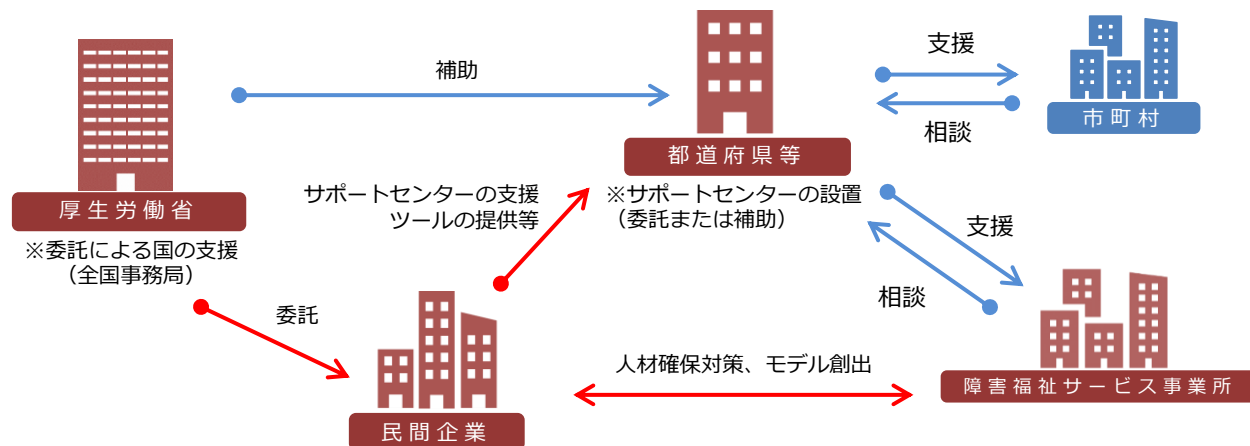 補助
支援
相談
市町村
都道府県等
厚生労働省
サポートセンターの支援
ツールの提供等
※サポートセンターの設置
（委託または補助）
※委託による国の支援
（全国事務局）
支援
相談
委託
人材確保対策、モデル創出
障害福祉サービス事業所
民間企業